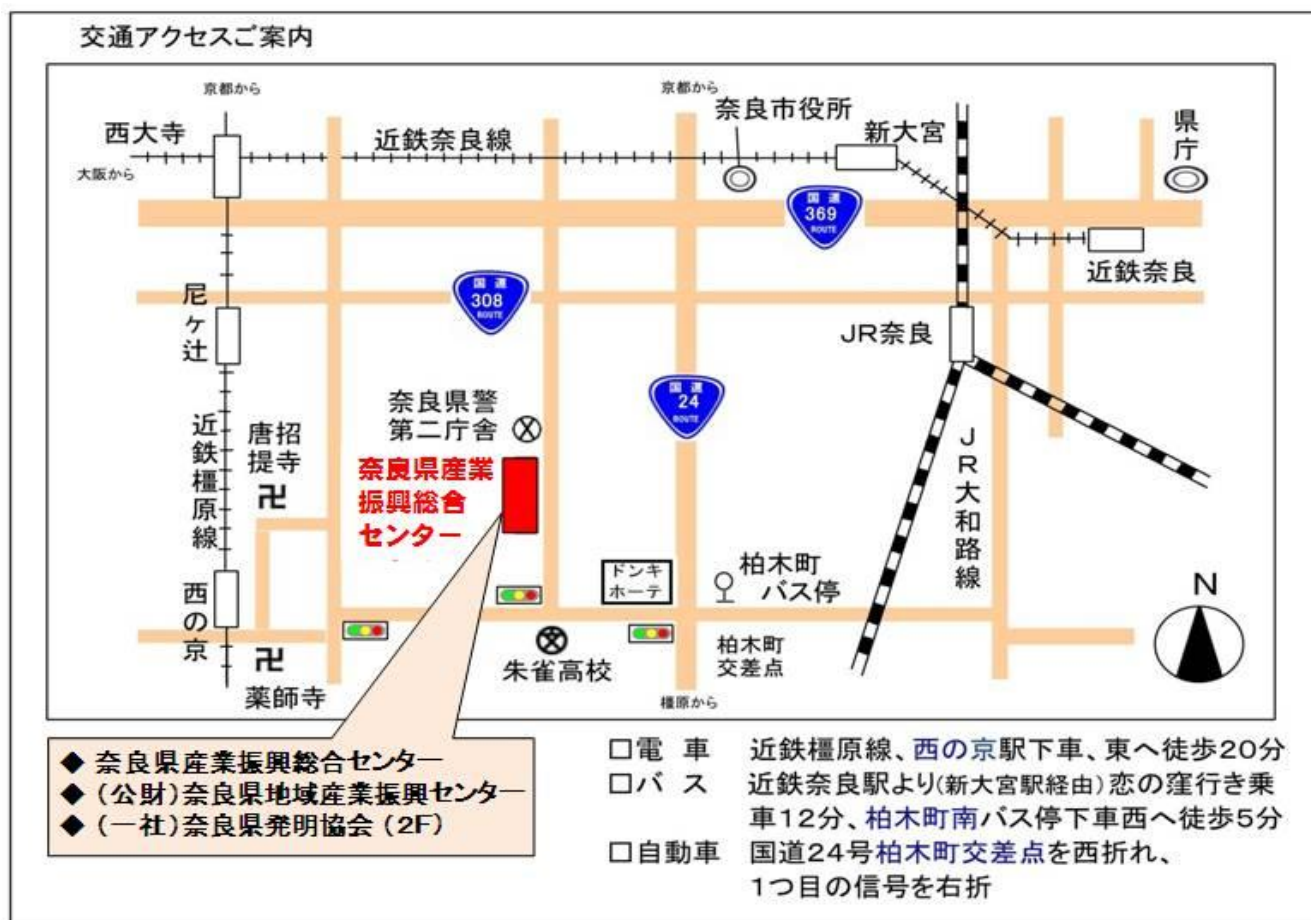 交通アクセスご案内
京都から
京都から
西大寺
近鉄奈良線
奈良市役所
新大宮
県庁
大阪から
国道
369
ROUTE
近鉄奈良
国道
308
ROUTE
尼ヶ辻
JR奈良
国道
24
ROUTE
奈良県警
第二庁舎
近鉄橿原線
唐招
提寺
奈良県産業
振興総合
センター
JR大和路線
ドンキ
ホーテ
柏木町
バス停
N
西の京
朱雀高校
柏木町
交差点
薬師寺
橿原から
◆ 奈良県産業振興総合センター
◆ (公財)奈良県地域産業振興センター
◆ (一社)奈良県発明協会 (2F)
□電 車 近鉄橿原線、西の京駅下車、東へ徒歩20分
□バ ス 近鉄奈良駅より(新大宮駅経由)恋の窪行き乗
車12分、柏木町南バス停下車西へ徒歩5分
□自動車 国道24号柏木町交差点を西折れ、
1つ目の信号を右折